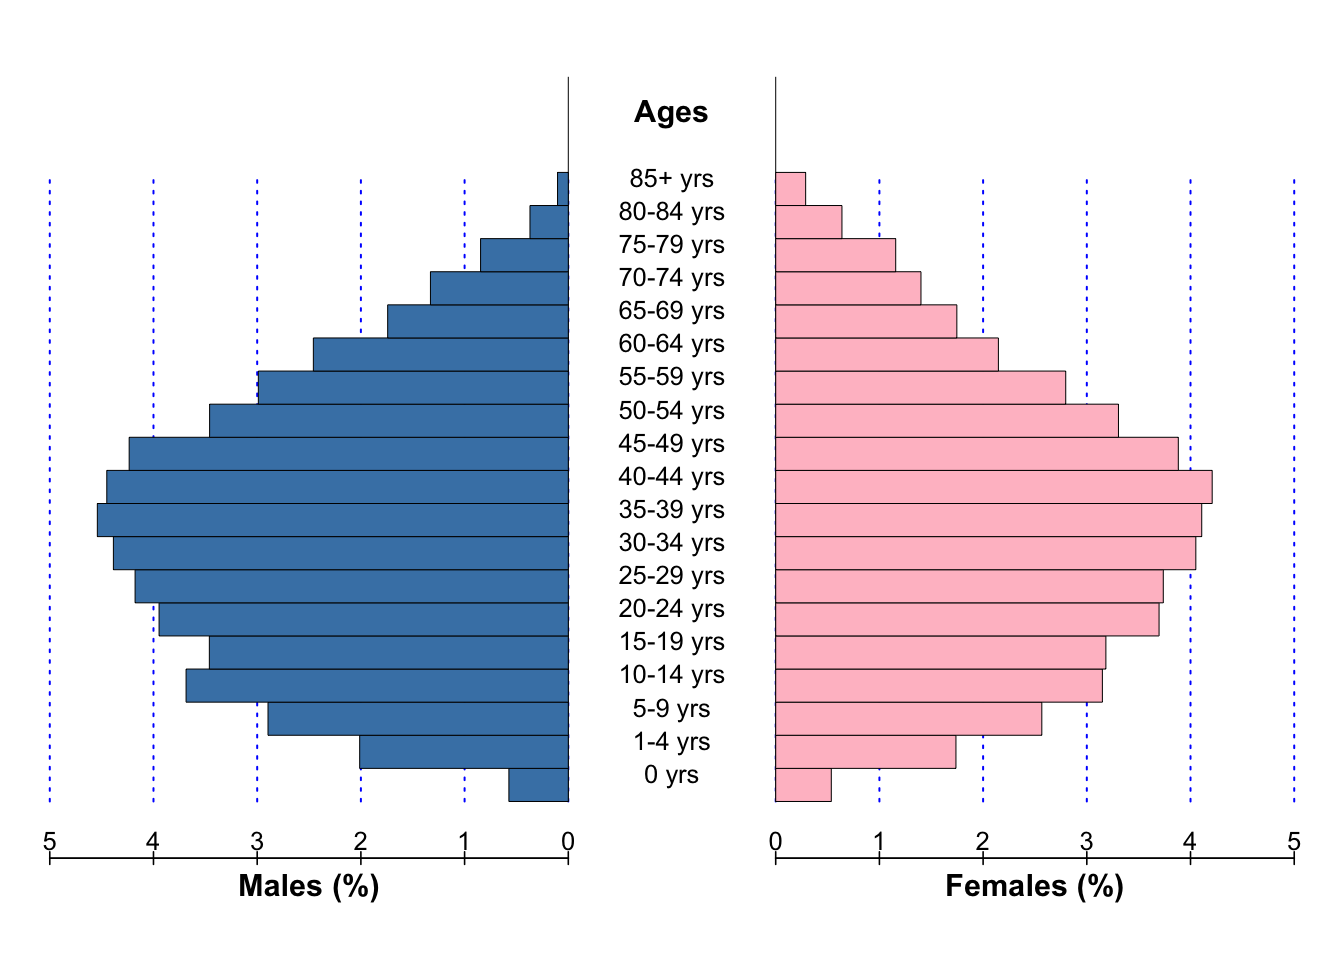 Ages
85+ yrs
80-84 yrs
75-79 yrs
70-74 yrs
65-69 yrs
60-64 yrs
55-59 yrs
50-54 yrs
45-49 yrs
40-44 yrs
35-39 yrs
30-34 yrs
25-29 yrs
20-24 yrs
15-19 yrs
10-14 yrs
5-9 yrs
1-4 yrs
0 yrs
5 4 3 2 1 0 0 1 2 3 4 5
Males (%) Females (%)